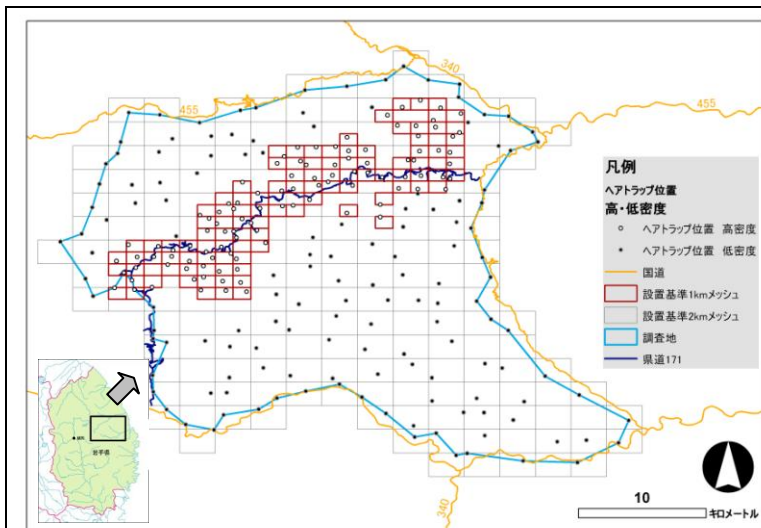 340
455
455
凡例
ヘアトラップ位置
高・低密度
ヘアトラップ位置 高密度
ヘアトラップ位置 低密度
国道
設置基準1kmメッシュ
設置基準2kmメッシュ
調査地
県道171
岩手県
10
キロメートル
340